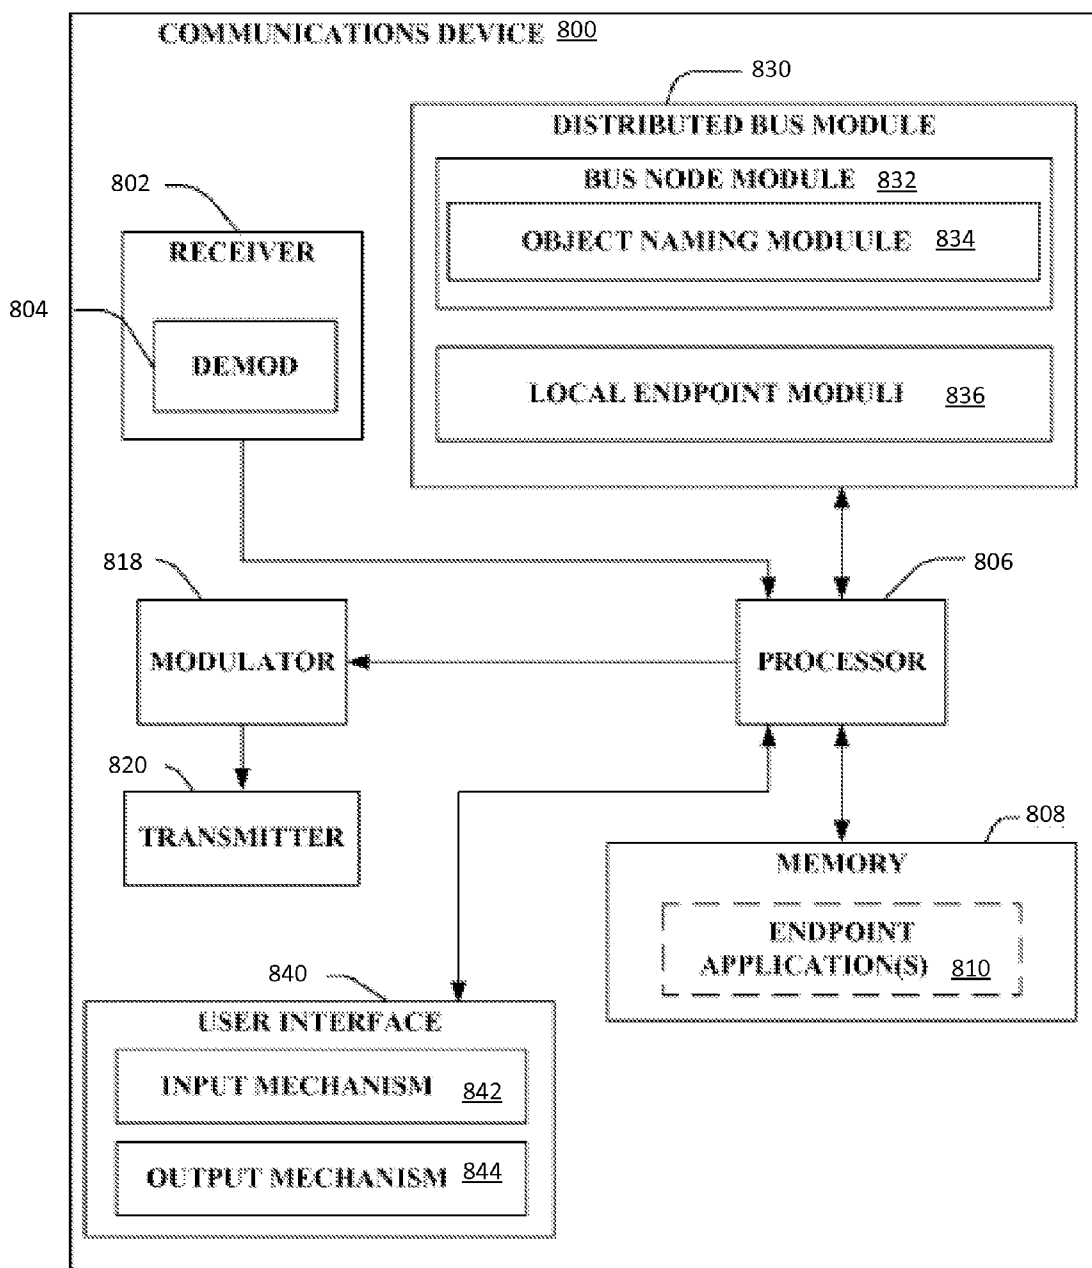 COMMUNICATIONS DEVICE 800
830
DISTRIBUTED BUS MODULE
BUS NODE MODULE 832
OBJECT NAMING MODUULE 834
LOCAL ENDPOINT MODULI 836
802
RECEIVER
804
DEMOD
818
MODULATOR
806
PROCESSOR
820
TRANSMITTER
808
MEMORY
ENDPOINT
APPLICATION(S) 810
840
USER INTERFACE
INPUT MECHANISM 842
OUTPUT MECHANISM 844